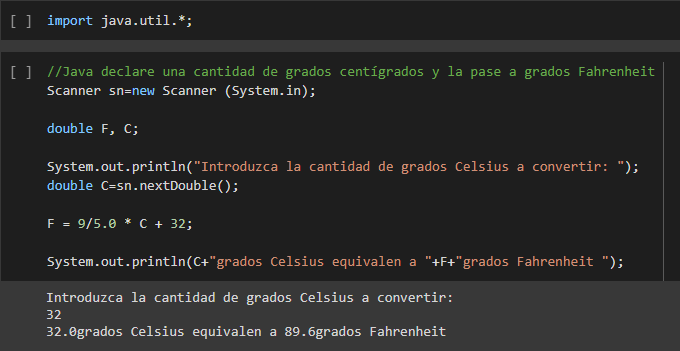 [ ] import java.util.*;
[ ] //Java declare una cantidad de grados centígrados y la pase a grados Fahrenheit
Scanner sn=new Scanner (System.in);
double F, C;
System.out.println("Introduzca la cantidad de grados Celsius a convertir: ");
double C=sn.nextDouble();
F = 9/5.0 * C + 32;
System.out.println(C+"grados Celsius equivalen a "+F+"grados Fahrenheit ");
Introduzca la cantidad de grados Celsius a convertir:
32
32.0grados Celsius equivalen a 89.6grados Fahrenheit